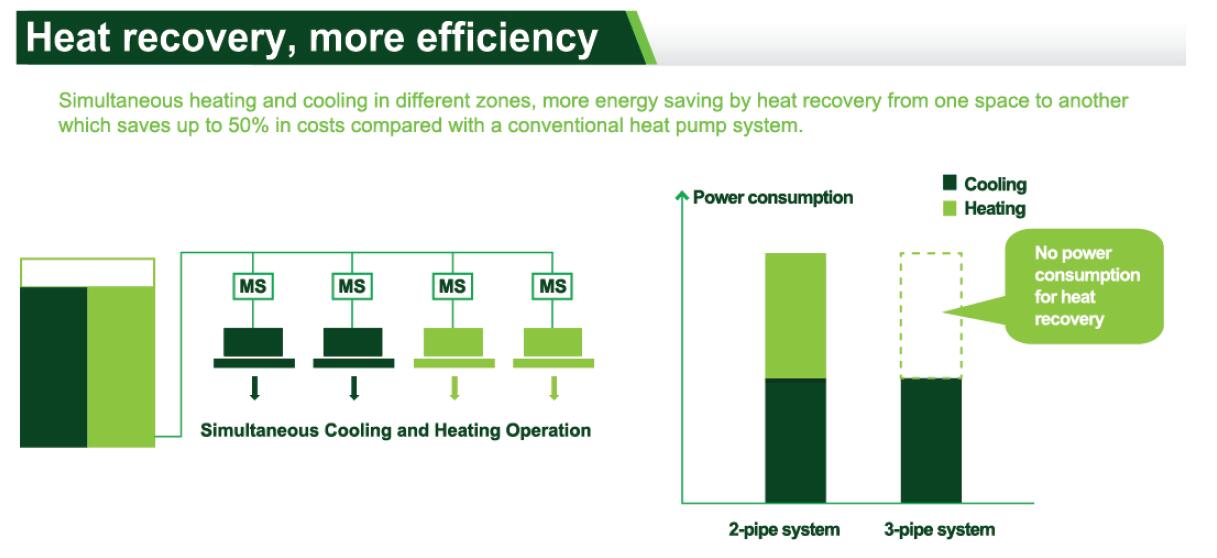 Heat recovery, more efficiency
Simultaneous heating and cooling in different zones, more energy saving by heat recovery from one space to another
which saves up to 50% in costs compared with a conventional heat pump system.
MS MS MS MS
Simultaneous Cooling and Heating Operation
Power consumption
Cooling
Heating
No power
consumption
for heat
recovery
2-pipe system 3-pipe system